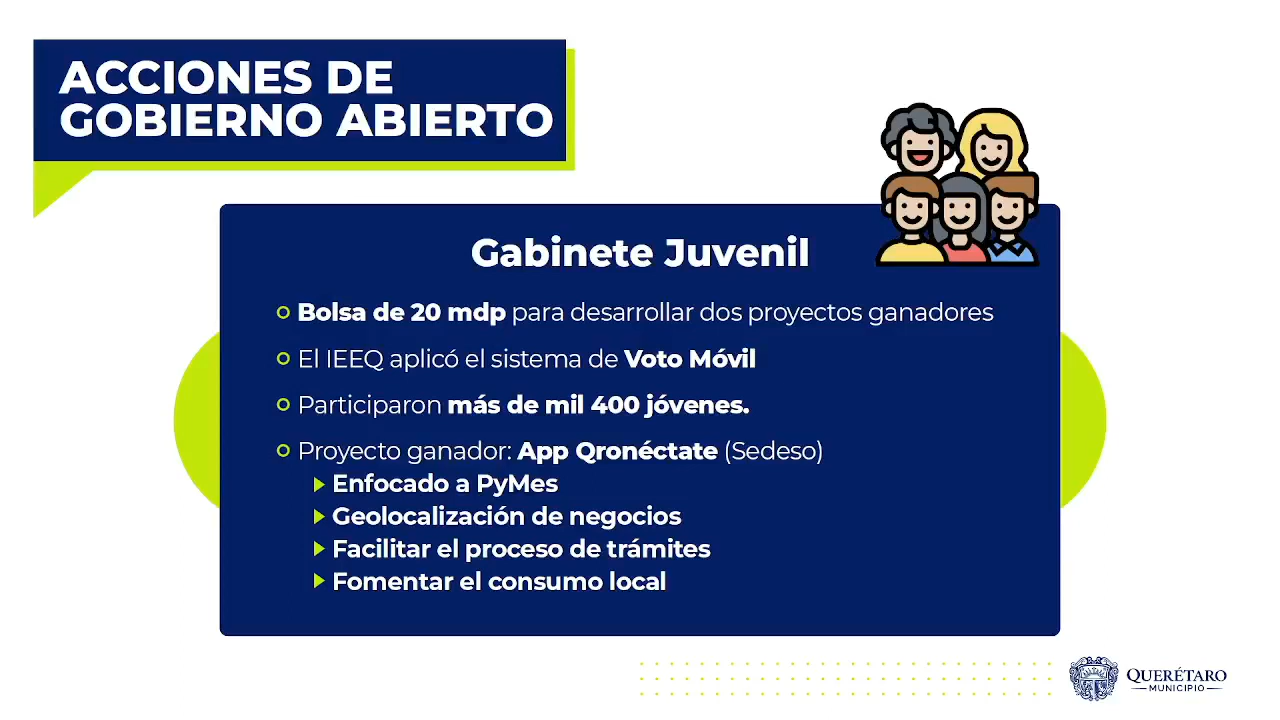 ACCIONES DE
GOBIERNO ABIERTO
Gabinete Juvenil
Bolsa de 20 mdp para desarrollar dos proyectos ganadores
El IEEQ aplicó el sistema de Voto Móvil
Participaron más de mil 400 jóvenes.
Proyecto ganador: App Qronéctate (Sedeso)
Enfocado a PyMes
Geolocalización de negocios
Facilitar el proceso de trámites
Fomentar el consumo local
QUERÉTARO
MUNICIPIO